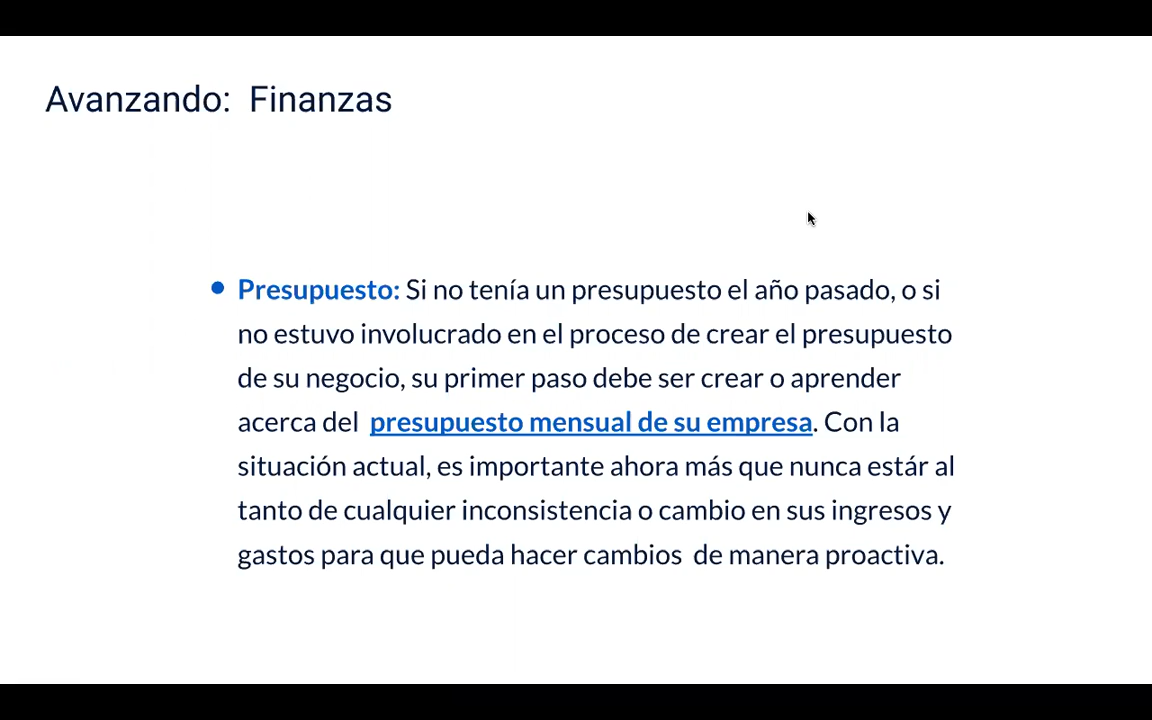 Avanzando:  Finanzas
• Presupuesto: Si no tenía un presupuesto el año pasado, o si
no estuvo involucrado en el proceso de crear el presupuesto
de su negocio, su primer paso debe ser crear o aprender
acerca del  presupuesto mensual de su empresa. Con la
situación actual, es importante ahora más que nunca estár al
tanto de cualquier inconsistencia o cambio en sus ingresos y
gastos para que pueda hacer cambios  de manera proactiva.